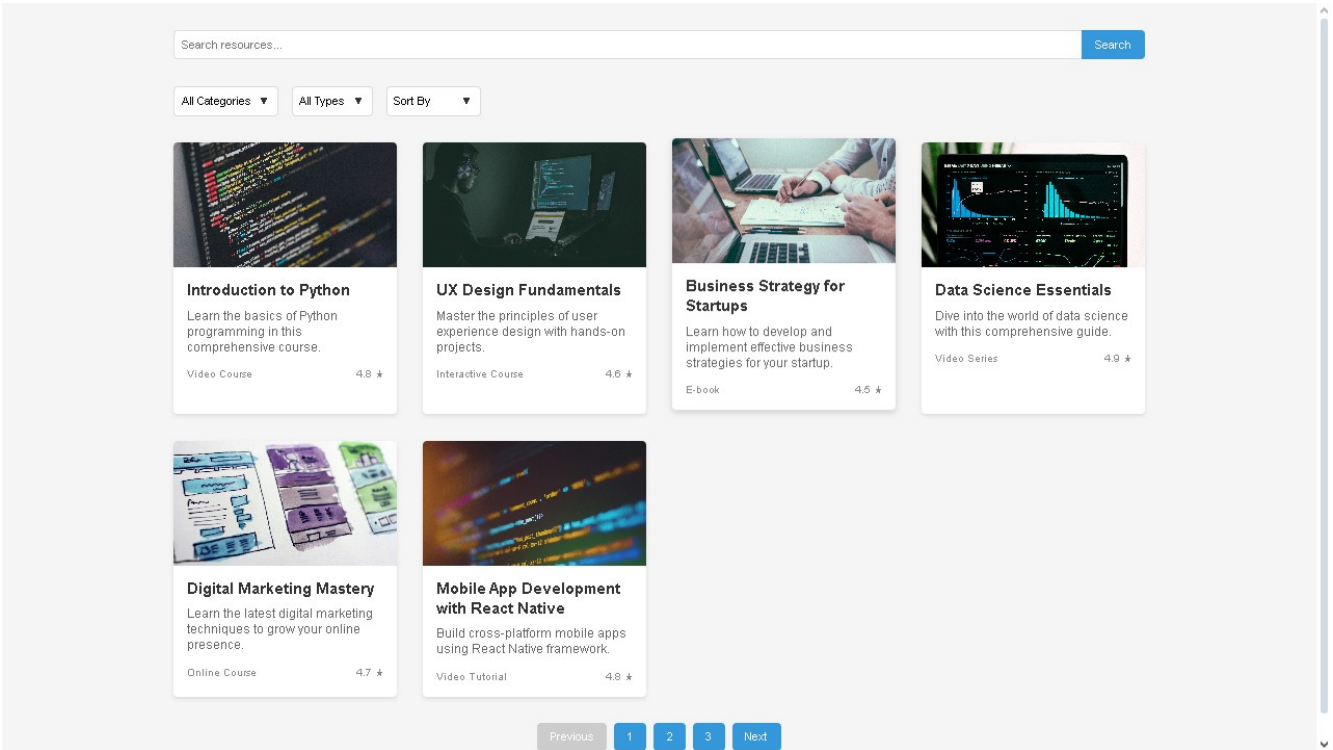 Search resources...
Search
All Categories ▼
All Types ▼
Sort By ▼
Introduction to Python
Learn the basics of Python
programming in this
comprehensive course.
Video Course 4.8 ★
UX Design Fundamentals
Master the principles of user
experience design with hands-on
projects.
Interactive Course 4.6 ★
Business Strategy for
Startups
Learn how to develop and
implement effective business
strategies for your startup.
E-book 4.5 ★
Data Science Essentials
Dive into the world of data science
with this comprehensive guide.
Video Series 4.9 ★
Digital Marketing Mastery
Learn the latest digital marketing
techniques to grow your online
presence.
Online Course 4.7 ★
Mobile App Development
with React Native
Build cross-platform mobile apps
using React Native framework.
Video Tutorial 4.8 ★
Previous 1 2 3 Next